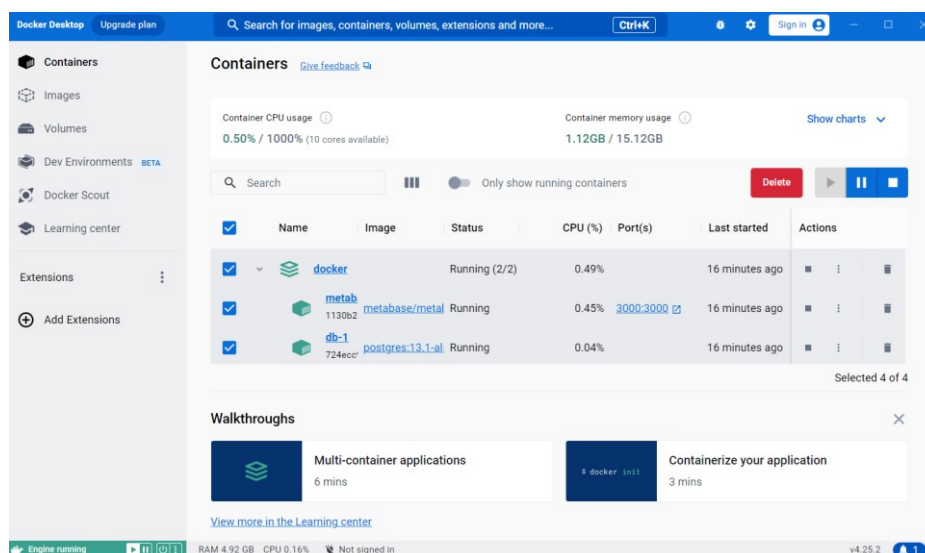 Docker Desktop Upgrade plan Search for images, containers, volumes, extensions and more... Ctrl+K Sign in
Containers
Images
Volumes
Dev Environments BETA
Docker Scout
Learning center
Extensions
Add Extensions
Containers Give feedback
Container CPU usage
0.50% / 1000% (10 cores available)
Container memory usage
1.12GB / 15.12GB
Show charts
Search Only show running containers Delete
Name Image Status CPU (%) Port(s) Last started Actions
docker Running (2/2) 0.49% 16 minutes ago
metab metabase/metal Running 0.45% 3000:3000 16 minutes ago
1130b2
db-1 postgres:13.1-al Running 0.04% 16 minutes ago
724ecc
Selected 4 of 4
Walkthroughs
Multi-container applications
6 mins
$ docker init
Containerize your application
3 mins
View more in the Learning center
Engine running RAM 4.92 GB CPU 0.16% Not signed in v4.25.2 1